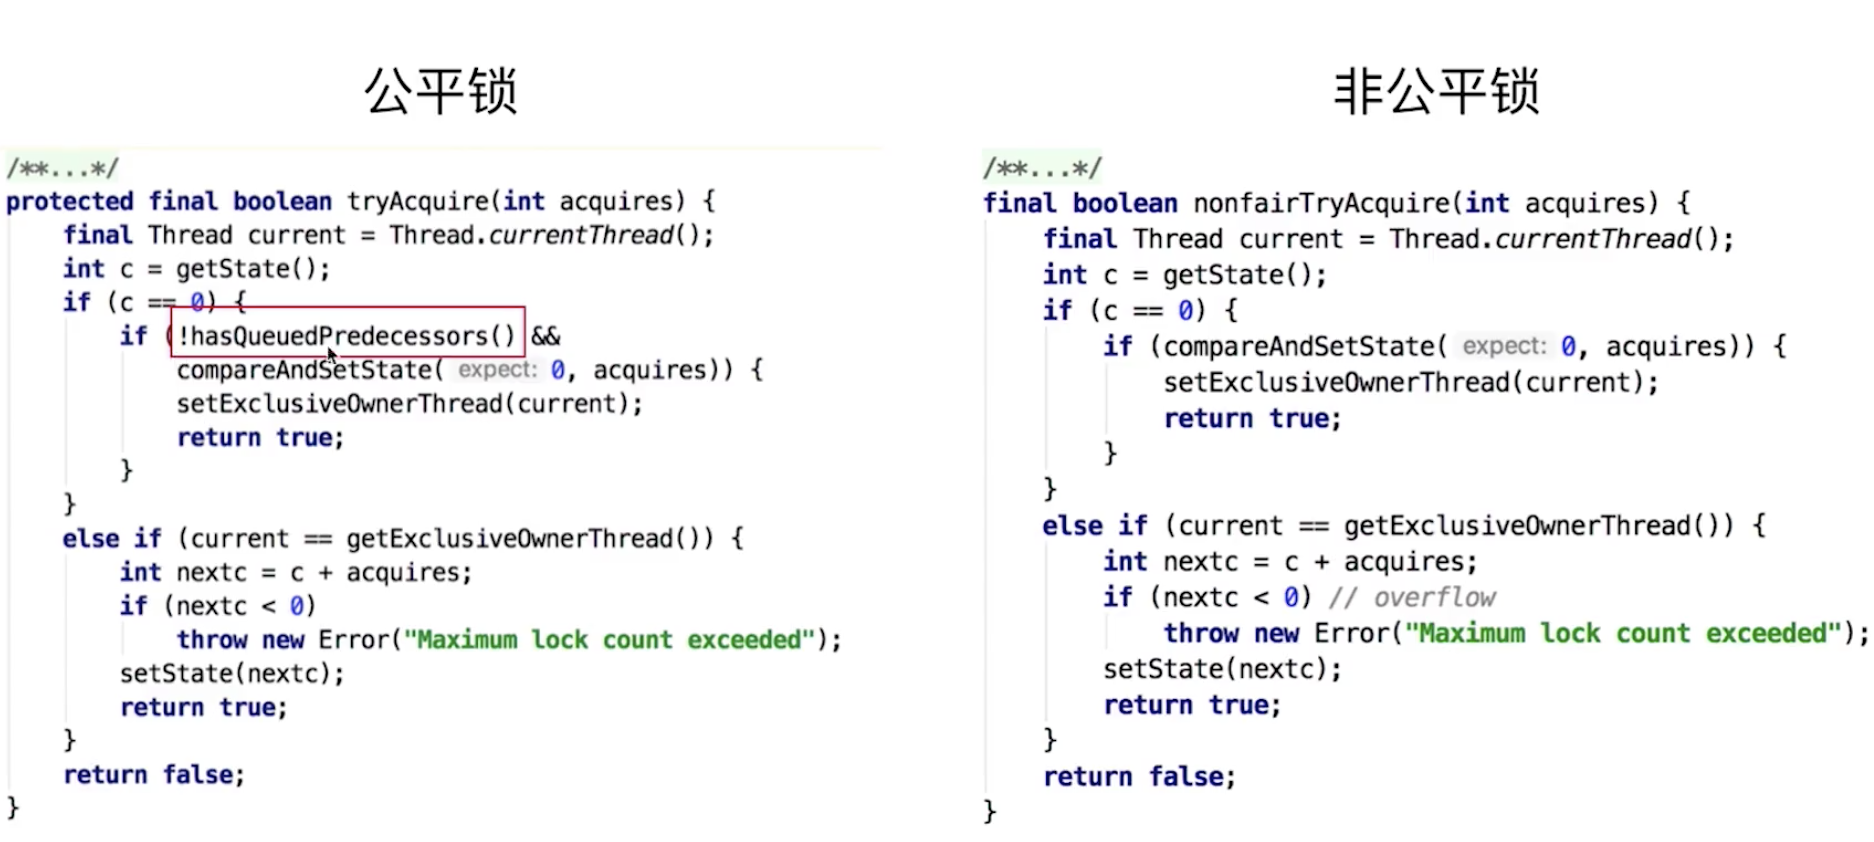 公平锁
/**...*/
protected final boolean tryAcquire(int acquires) {
    final Thread current = Thread.currentThread();
    int c = getState();
    if (c == 0) {
        if (!hasQueuedPredecessors() &&
            compareAndSetState( expect: 0, acquires)) {
            setExclusiveOwnerThread(current);
            return true;
        }
    }
    else if (current == getExclusiveOwnerThread()) {
        int nextc = c + acquires;
        if (nextc < 0)
            throw new Error("Maximum lock count exceeded");
        setState(nextc);
        return true;
    }
    return false;
}
非公平锁
/**...*/
final boolean nonfairTryAcquire(int acquires) {
    final Thread current = Thread.currentThread();
    int c = getState();
    if (c == 0) {
        if (compareAndSetState( expect: 0, acquires)) {
            setExclusiveOwnerThread(current);
            return true;
        }
    }
    else if (current == getExclusiveOwnerThread()) {
        int nextc = c + acquires;
        if (nextc < 0) // overflow
            throw new Error("Maximum lock count exceeded");
        setState(nextc);
        return true;
    }
    return false;
}